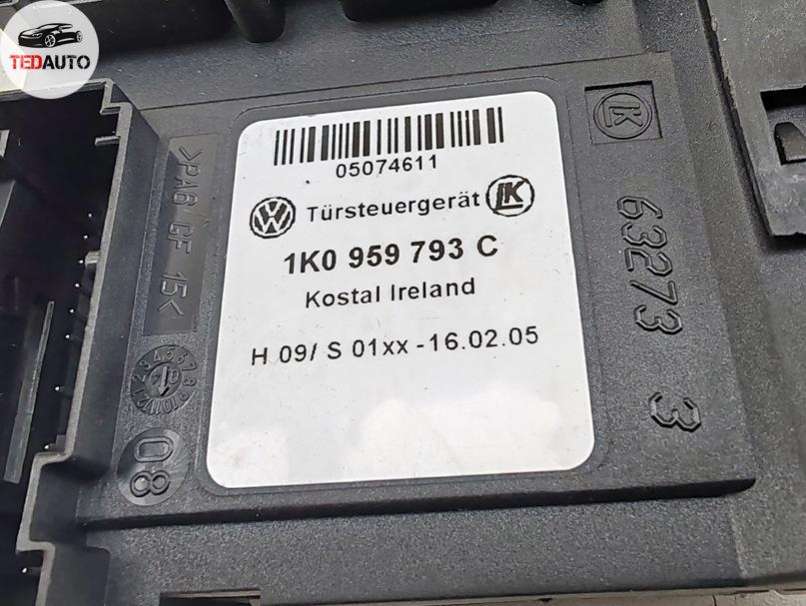 TEDAUTO
05074611
Türsteuergerät
1K0 959 793 C
Kostal Ireland
H 09/ S 01xx - 16.02.05
>PA6 GF 15<
08
63273 3